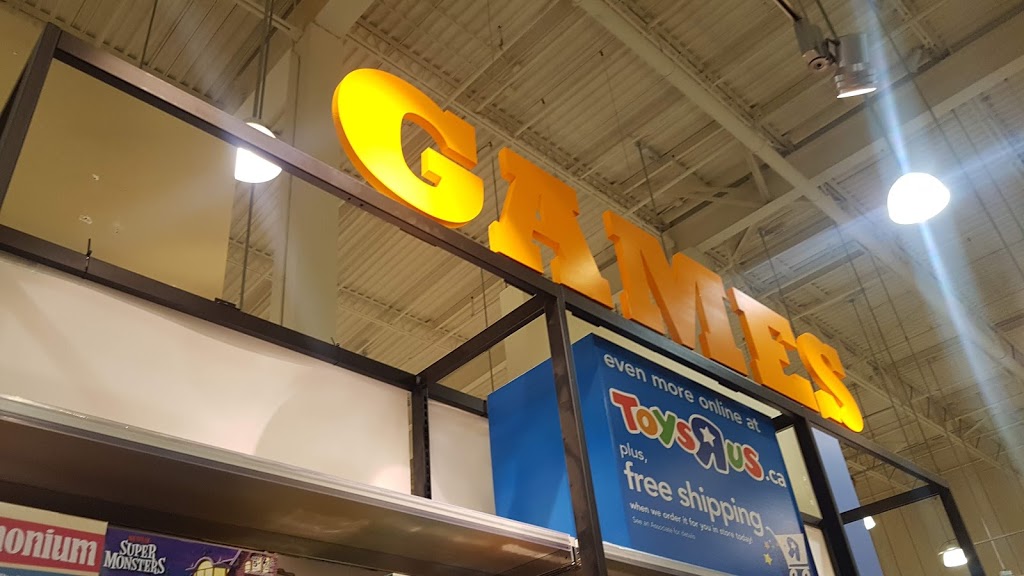 GAMES
even more online at
ToysRus.ca
plus,
free shipping
when we order it for you in store today!
See an Associate for Details
onium
SUPER
MONSTERS